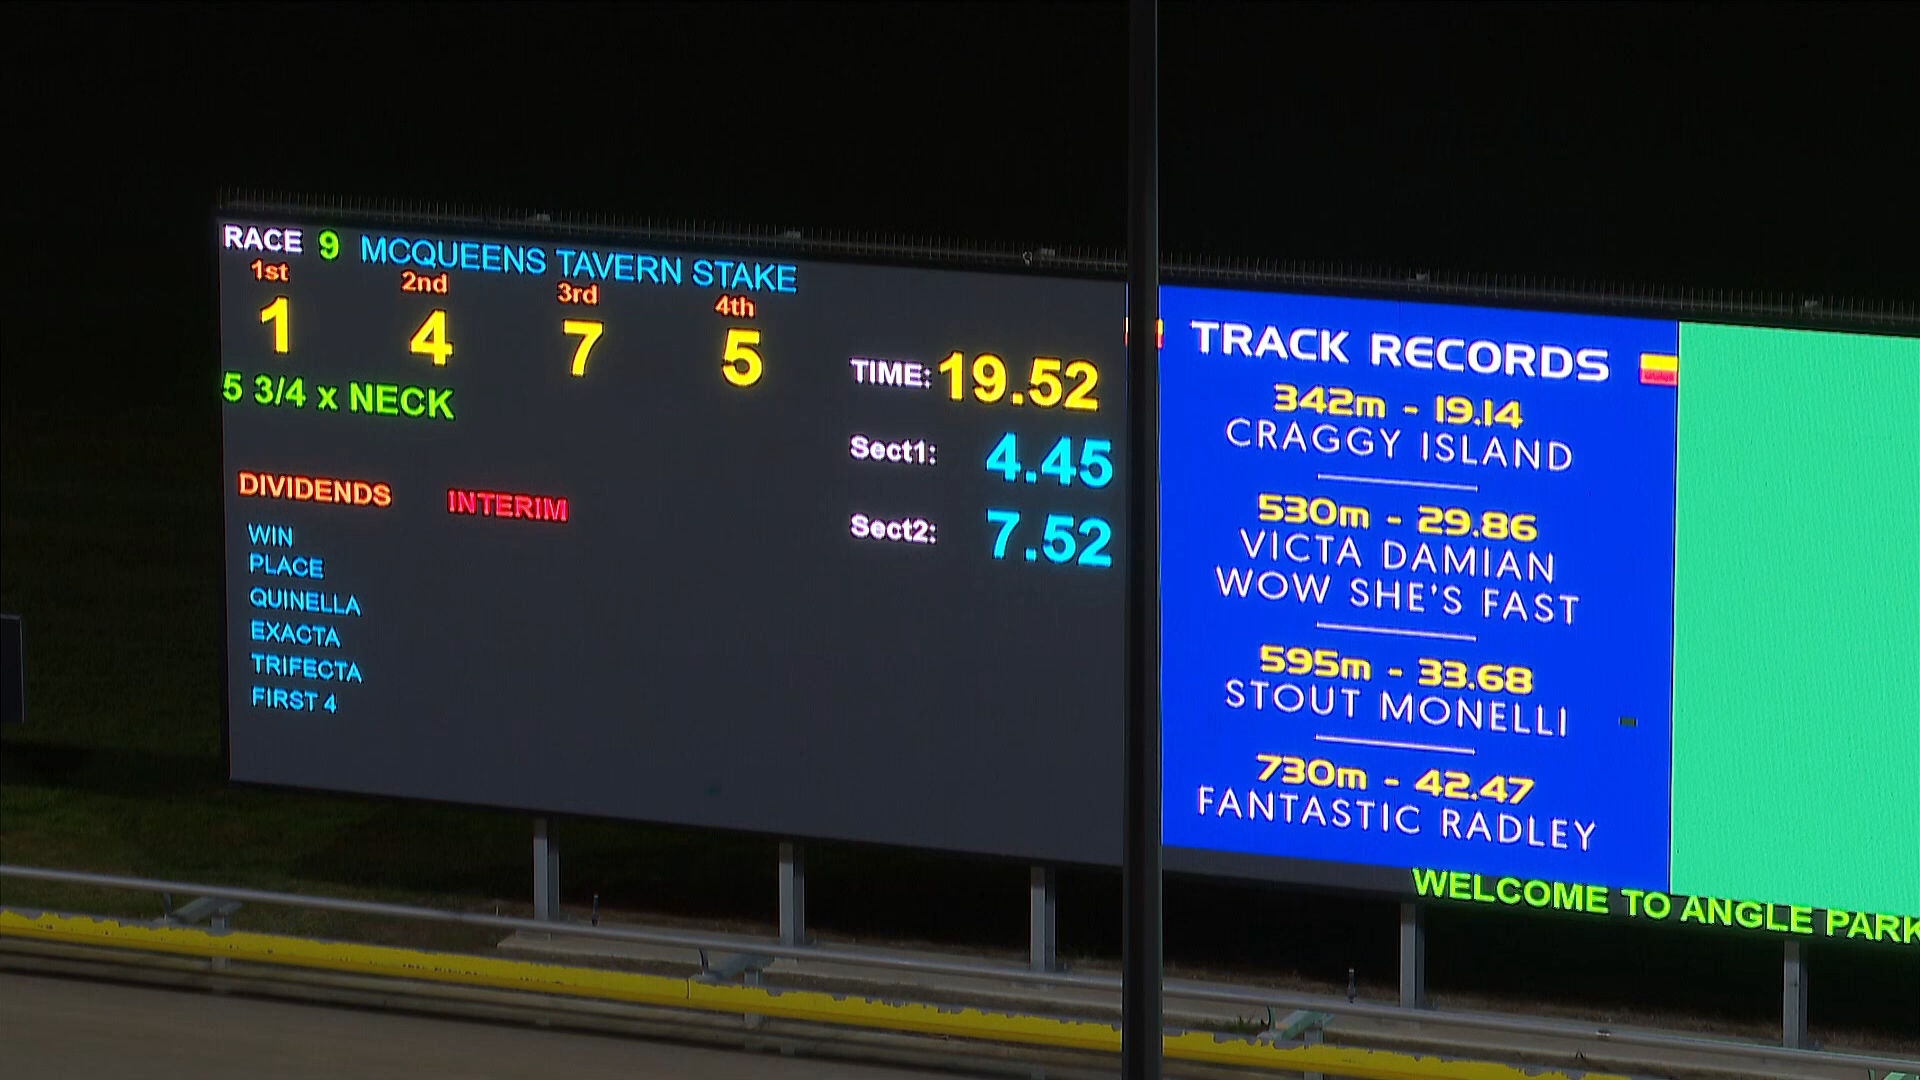 RACE 9 MCQUEENS TAVERN STAKE
1st 2nd 3rd 4th
1 4 7 5
5 3/4 x NECK
TIME: 19.52
Sect1: 4.45
Sect2: 7.52
DIVIDENDS INTERIM
WIN
PLACE
QUINELLA
EXACTA
TRIFECTA
FIRST 4
TRACK RECORDS
342m - 19.14
CRAGGY ISLAND
530m - 29.86
VICTA DAMIAN
WOW SHE'S FAST
595m - 33.68
STOUT MONELLI
730m - 42.47
FANTASTIC RADLEY
WELCOME TO ANGLE PARK